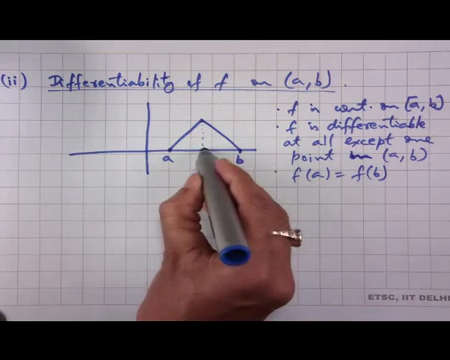 (ii) Differentiability of f on (a, b).
· f is cont. on [a, b]
· f is differentiable
at all except one
point in (a, b)
· f(a) = f(b)
a
b
ETSC, IIT DELHI